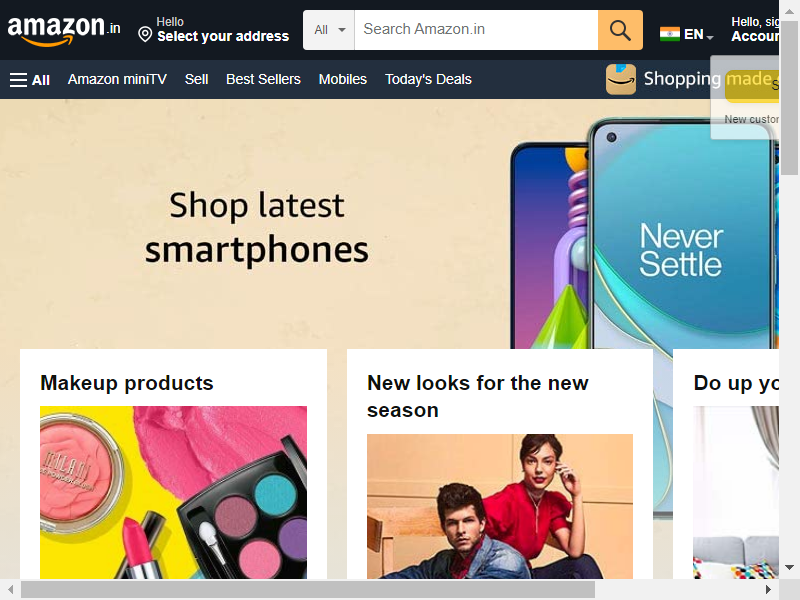 amazon.in
Hello
Select your address
All
Search Amazon.in
EN
Hello, sig
Accour
All
Amazon miniTV
Sell
Best Sellers
Mobiles
Today's Deals
Shopping made
S
New custor
Shop latest
smartphones
Never
Settle
Makeup products
New looks for the new
season
Do up yo
MILANI